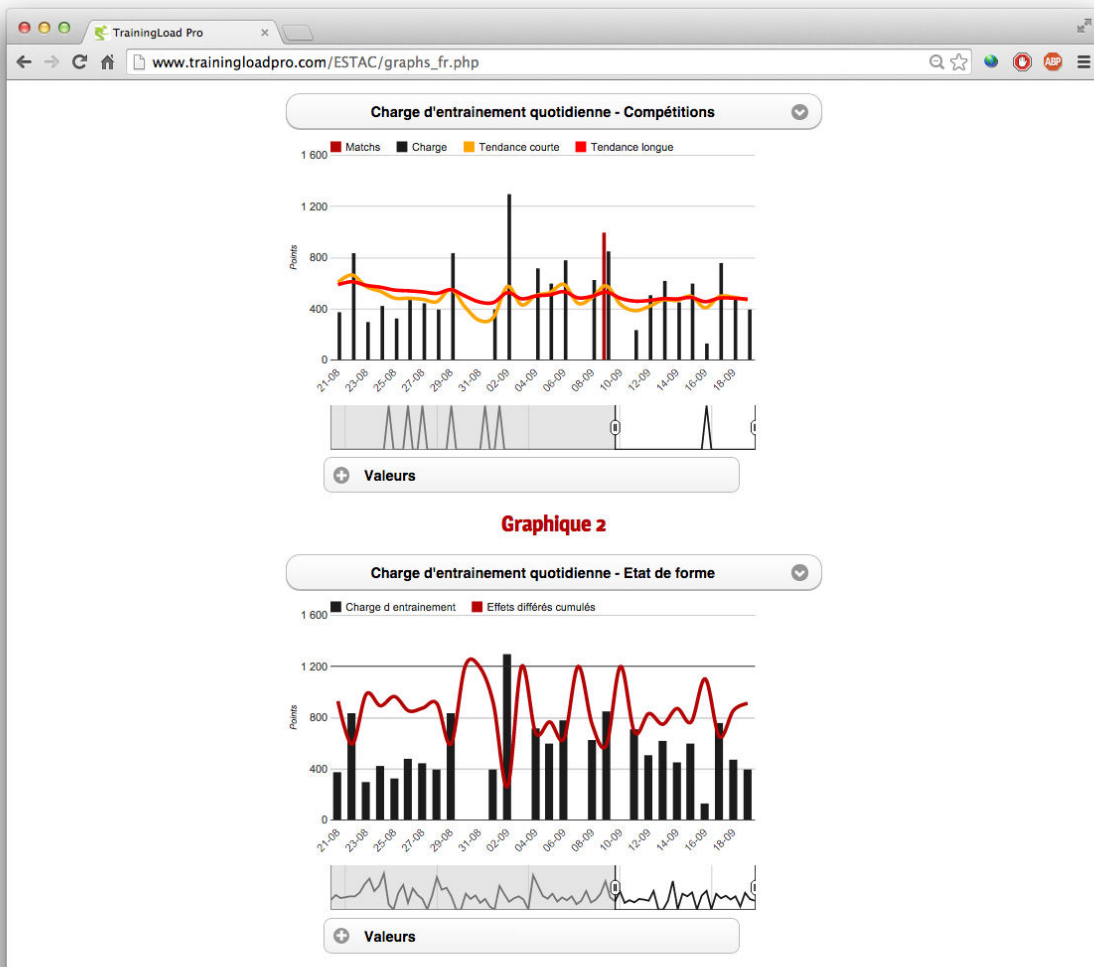 TrainingLoad Pro
www.trainingloadpro.com/ESTAC/graphs_fr.php
ABP
Charge d'entrainement quotidienne - Compétitions
Matchs Charge Tendance courte Tendance longue
1 600
1 200
800
400
0
Points
21-08 23-08 25-08 27-08 29-08 31-08 02-09 04-09 06-09 08-09 10-09 12-09 14-09 16-09 18-09
Valeurs
Graphique 2
Charge d'entrainement quotidienne - Etat de forme
Charge d entrainement Effets différés cumulés
1 600
1 200
800
400
0
Points
21-08 23-08 25-08 27-08 29-08 31-08 02-09 04-09 06-09 08-09 10-09 12-09 14-09 16-09 18-09
Valeurs